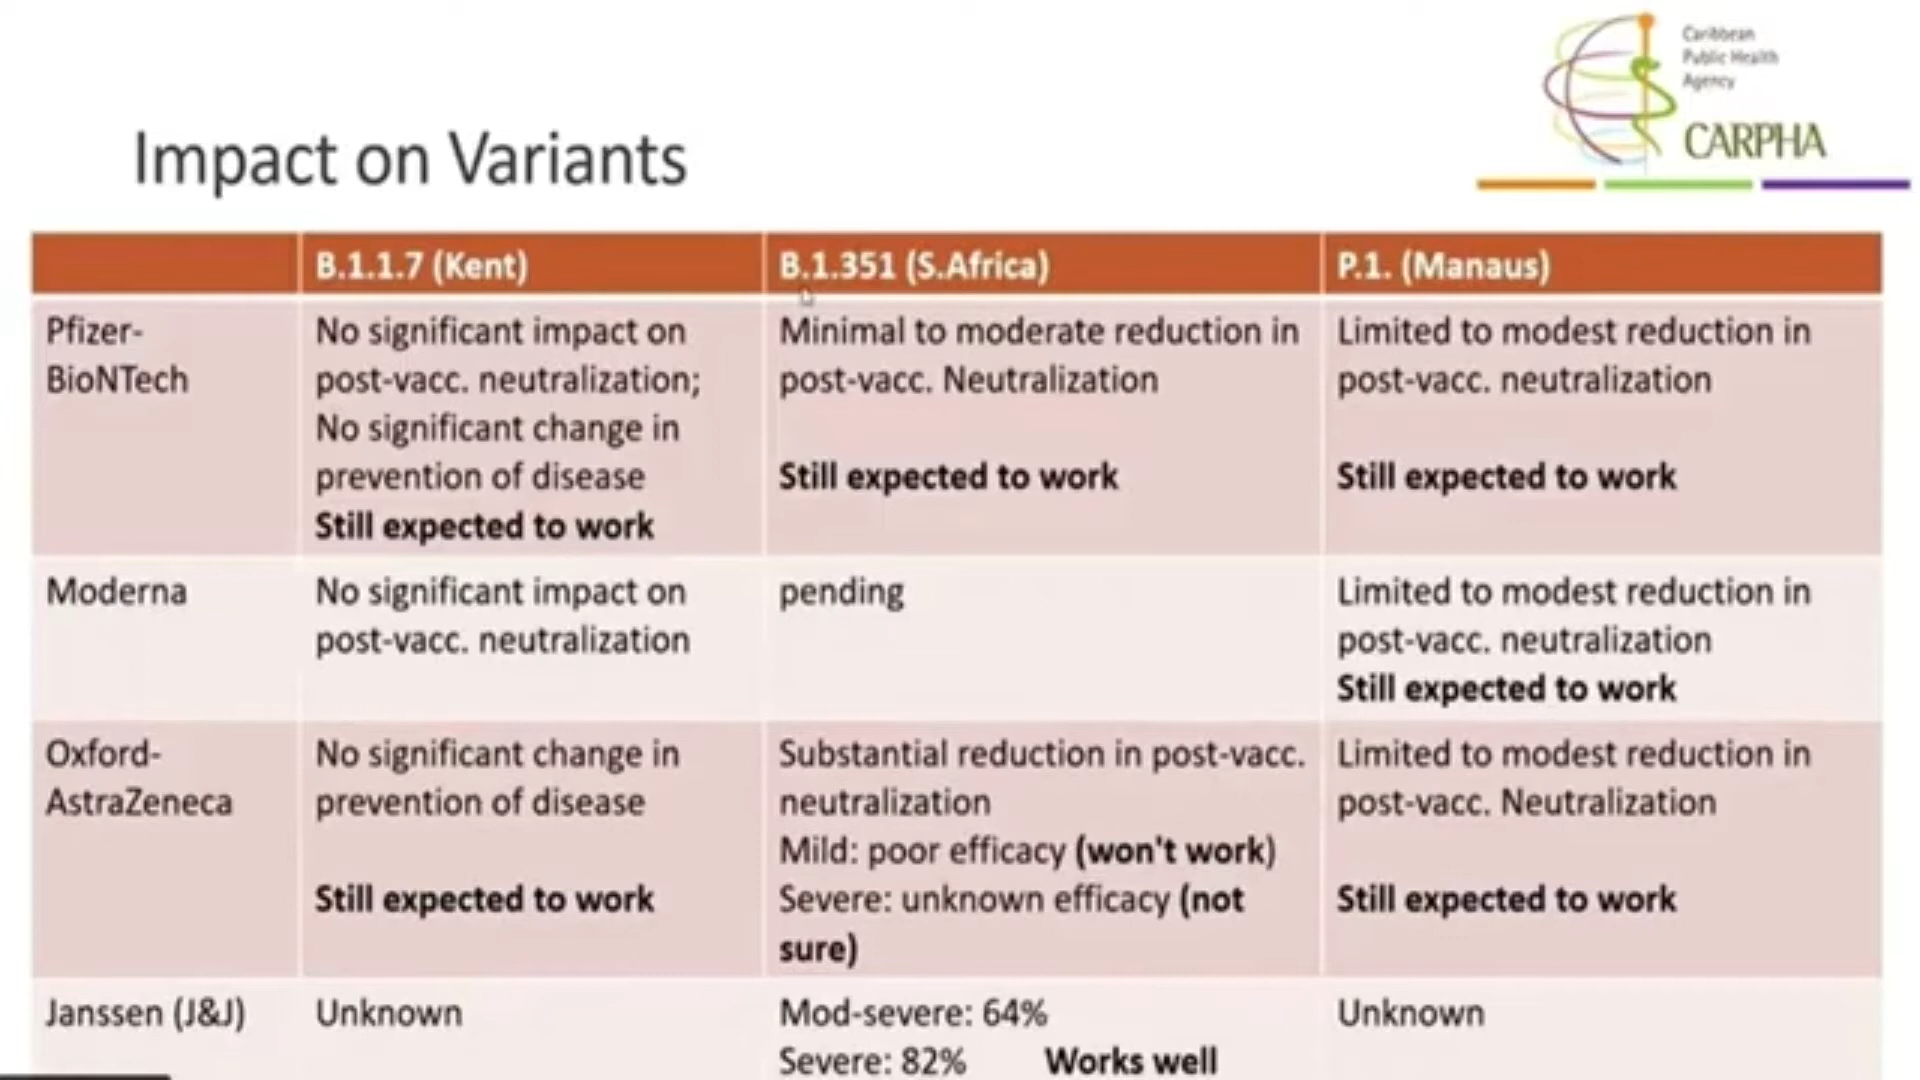 Caribbean
Public Health
Agency
CARPHA
Impact on Variants
B.1.1.7 (Kent)
B.1.351 (S.Africa)
P.1. (Manaus)
Pfizer-
BioNTech
No significant impact on
post-vacc. neutralization;
No significant change in
prevention of disease
Still expected to work
Minimal to moderate reduction in
post-vacc. Neutralization
Still expected to work
Limited to modest reduction in
post-vacc. neutralization
Still expected to work
Moderna
No significant impact on
post-vacc. neutralization
pending
Limited to modest reduction in
post-vacc. neutralization
Still expected to work
Oxford-
AstraZeneca
No significant change in
prevention of disease
Still expected to work
Substantial reduction in post-vacc.
neutralization
Mild: poor efficacy (won't work)
Severe: unknown efficacy (not
sure)
Limited to modest reduction in
post-vacc. Neutralization
Still expected to work
Janssen (J&J)
Unknown
Mod-severe: 64%
Severe: 82% Works well
Unknown